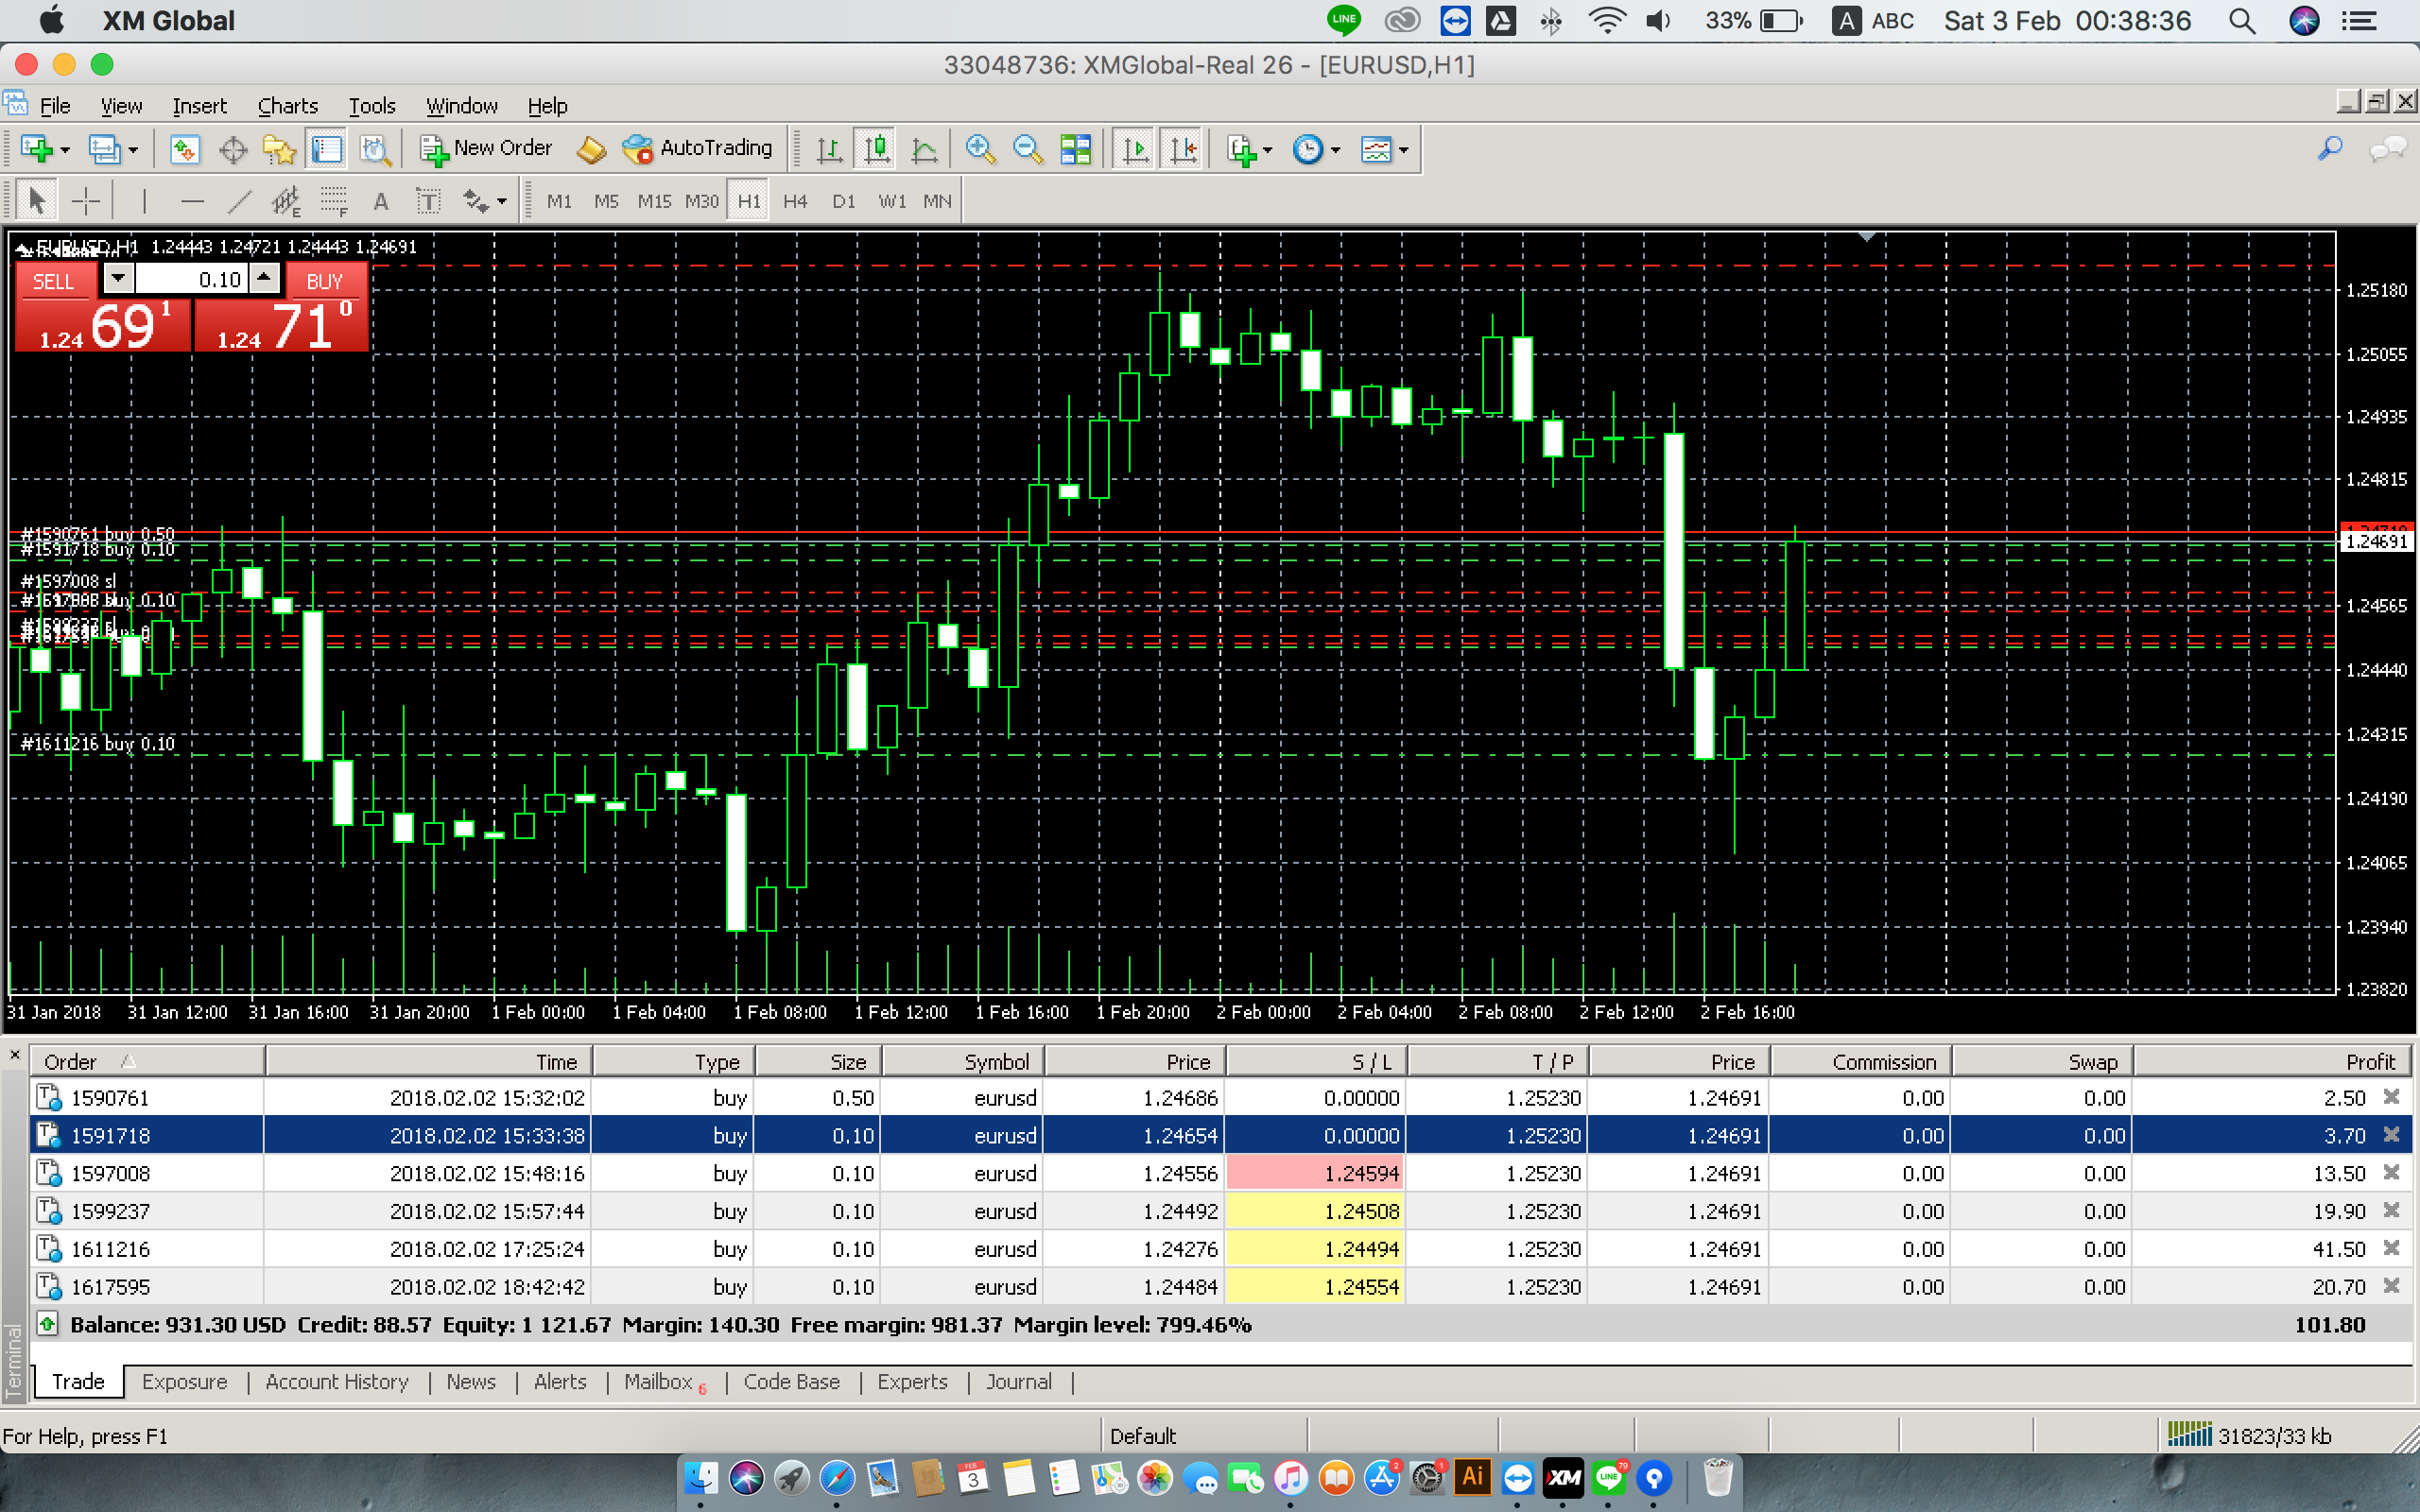 XM Global
LINE
33%
A ABC
Sat 3 Feb 00:38:36
33048736: XMGlobal-Real 26 - [EURUSD,H1]
File View Insert Charts Tools Window Help
New Order AutoTrading
E F A T M1 M5 M15 M30 H1 H4 D1 W1 MN
EURUSD,H1 1.24443 1.24721 1.24443 1.24691
SELL 0.10 BUY
1.24 69 1 1.24 71 0
1.25180
1.25055
1.24935
1.24815
#1590761 buy 0.50
1.24710
1.24691
#1591718 buy 0.10
#1597008 sl
1.24565
1.24440
#1611216 buy 0.10
1.24315
1.24190
1.24065
1.23940
1.23820
31 Jan 2018 31 Jan 12:00 31 Jan 16:00 31 Jan 20:00 1 Feb 00:00 1 Feb 04:00 1 Feb 08:00 1 Feb 12:00 1 Feb 16:00 1 Feb 20:00 2 Feb 00:00 2 Feb 04:00 2 Feb 08:00 2 Feb 12:00 2 Feb 16:00
Order Time Type Size Symbol Price S / L T / P Price Commission Swap Profit
1590761 2018.02.02 15:32:02 buy 0.50 eurusd 1.24686 0.00000 1.25230 1.24691 0.00 0.00 2.50
1591718 2018.02.02 15:33:38 buy 0.10 eurusd 1.24654 0.00000 1.25230 1.24691 0.00 0.00 3.70
1597008 2018.02.02 15:48:16 buy 0.10 eurusd 1.24556 1.24594 1.25230 1.24691 0.00 0.00 13.50
1599237 2018.02.02 15:57:44 buy 0.10 eurusd 1.24492 1.24508 1.25230 1.24691 0.00 0.00 19.90
1611216 2018.02.02 17:25:24 buy 0.10 eurusd 1.24276 1.24494 1.25230 1.24691 0.00 0.00 41.50
1617595 2018.02.02 18:42:42 buy 0.10 eurusd 1.24484 1.24554 1.25230 1.24691 0.00 0.00 20.70
Balance: 931.30 USD Credit: 88.57 Equity: 1 121.67 Margin: 140.30 Free margin: 981.37 Margin level: 799.46% 101.80
Terminal
Trade Exposure Account History News Alerts Mailbox 6 Code Base Experts Journal
For Help, press F1 Default 31823/33 kb
FEB 3 2 1 Ai XM LINE 79